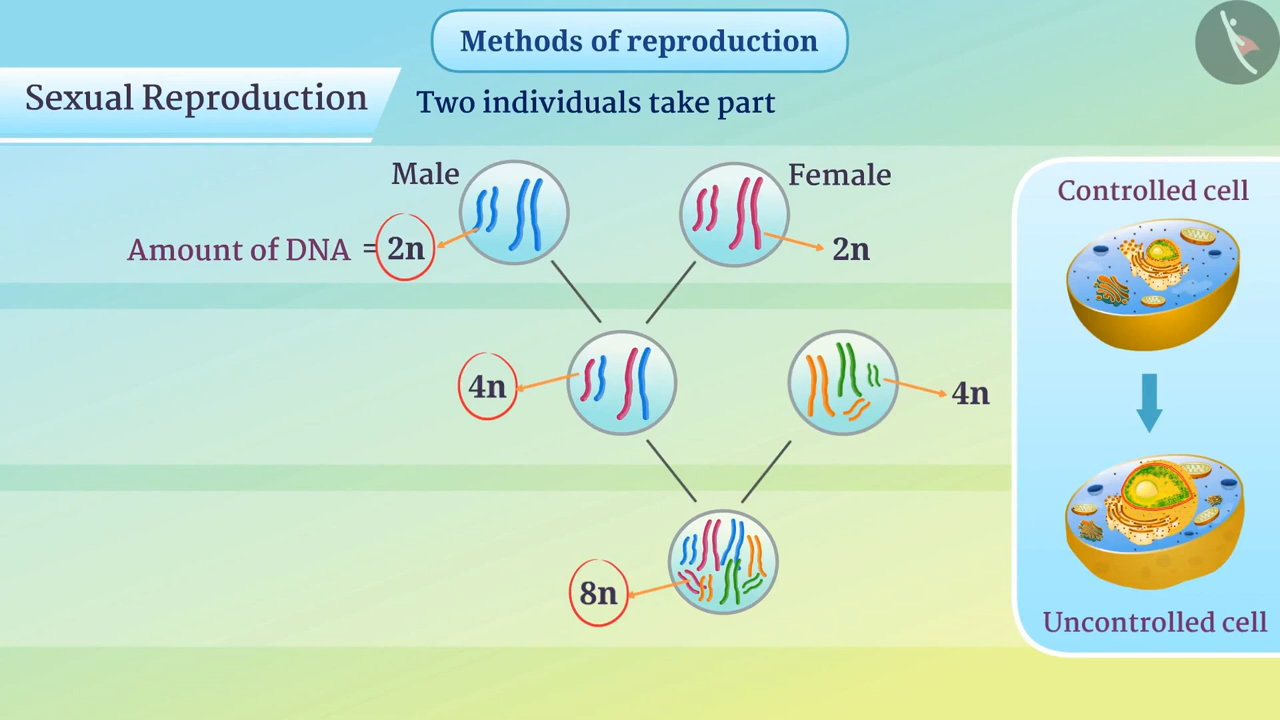 Methods of reproduction
Sexual Reproduction
Two individuals take part
Male
Female
Amount of DNA = 2n
2n
4n
4n
8n
Controlled cell
Uncontrolled cell